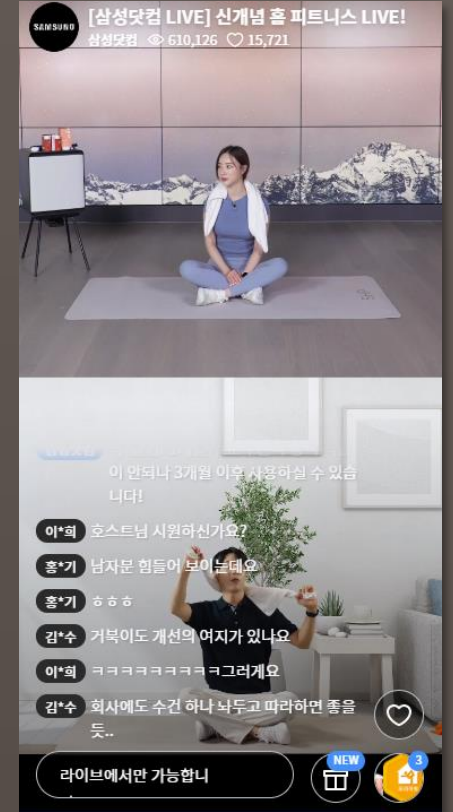 SAMSUNG
[삼성닷컴 LIVE] 신개념 홈 피트니스 LIVE!
삼성닷컴 610,126 15,721
이 안되나 3개월 이후 사용하실 수 있습
니다!
이*희 호스트님 시원하신가요?
홍*기 남자분 힘들어 보이는데요
홍*기 ㅎㅎㅎ
김*수 거북이도 개선의 여지가 있나요
이*희 ㅋㅋㅋㅋㅋㅋㅋㅋㅋ그러게요
김*수 회사에도 수건 하나 놔두고 따라하면 좋을
듯..
NEW
3
라이브에서만 가능합니